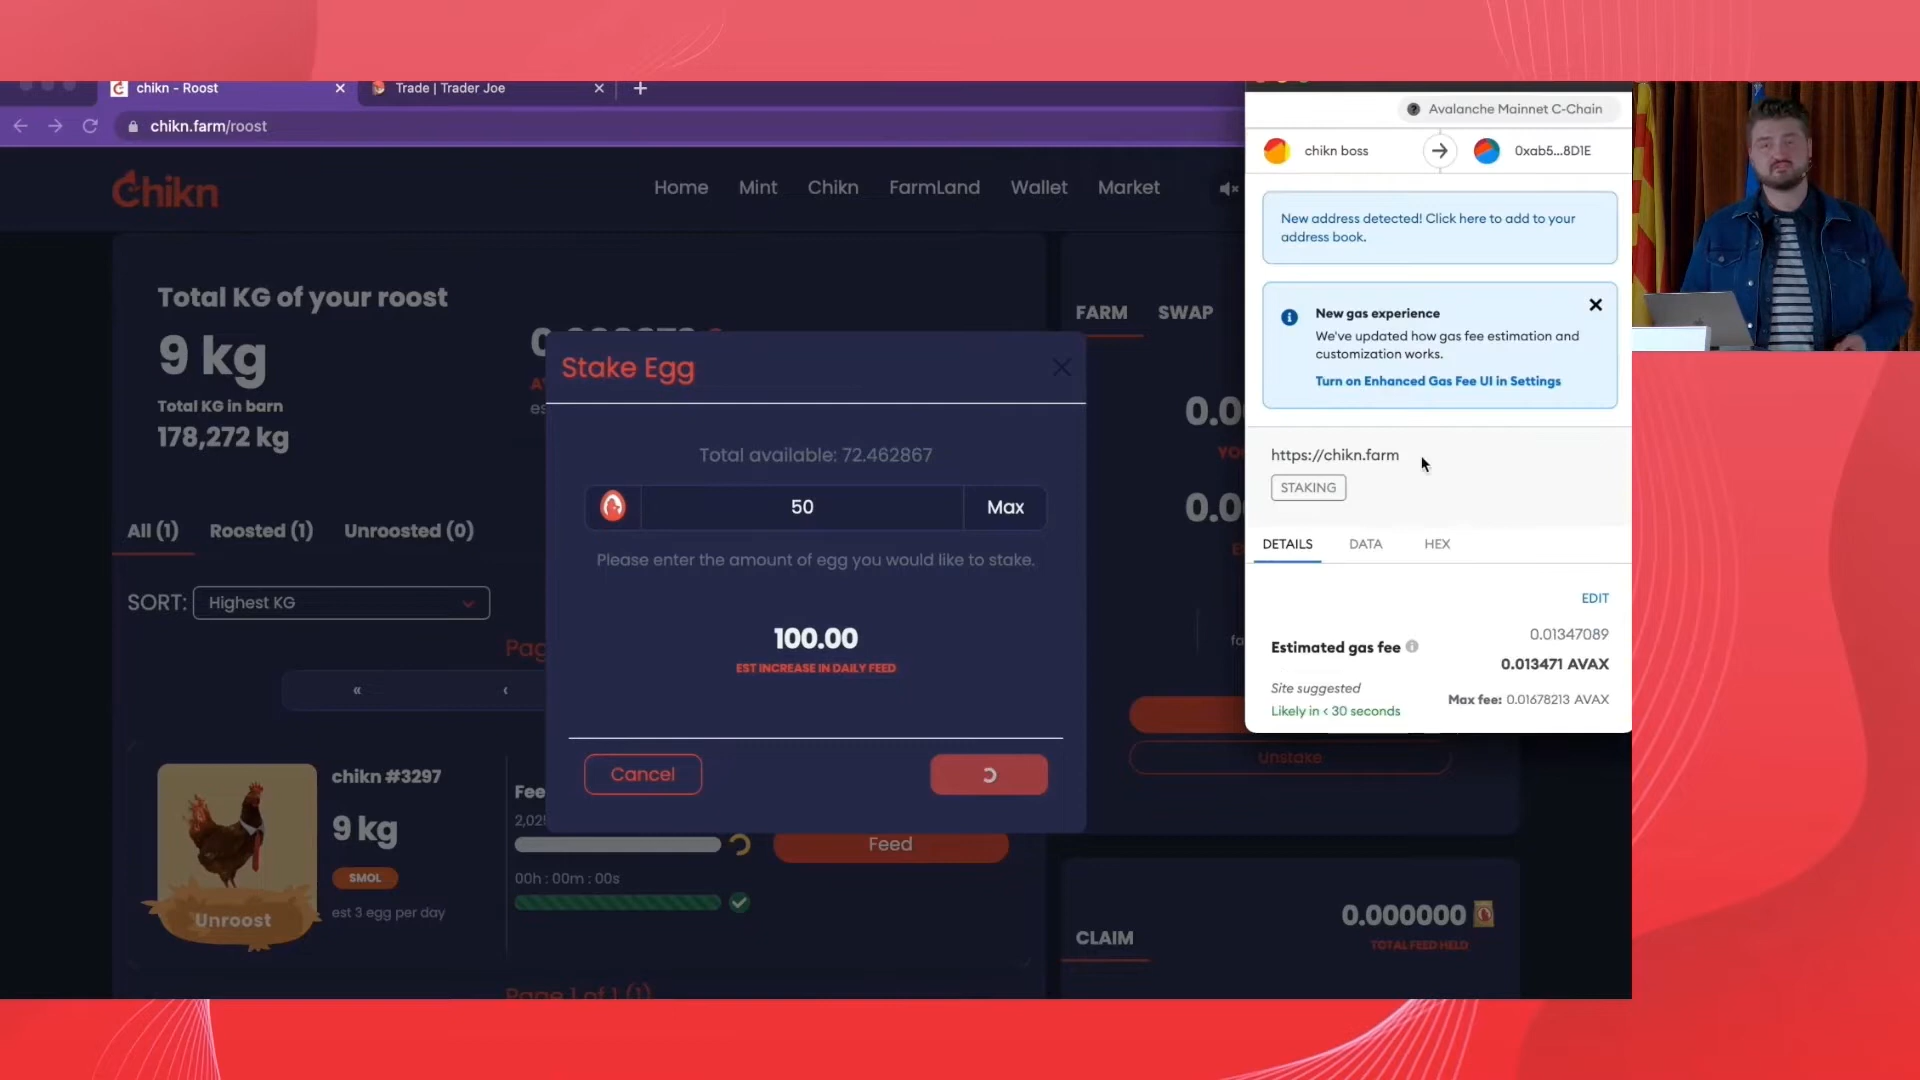 chikn - Roost
Trade | Trader Joe
chikn.farm/roost
Chikn
Home
Mint
Chikn
FarmLand
Wallet
Market
Total KG of your roost
9 kg
Total KG in barn
178,272 kg
All (1)
Roosted (1)
Unroosted (0)
SORT:
Highest KG
«
‹
chikn #3297
9 kg
SMOL
est 3 egg per day
Unroost
00h : 00m : 00s
Feed
Page 1 of 1 (1)
Stake Egg
Total available: 72.462867
50
Max
Please enter the amount of egg you would like to stake.
100.00
EST INCREASE IN DAILY FEED
Cancel
FARM
SWAP
Unstake
CLAIM
0.000000
TOTAL FEED HELD
Avalanche Mainnet C-Chain
chikn boss
0xab5...8D1E
New address detected! Click here to add to your
address book.
New gas experience
We've updated how gas fee estimation and
customization works.
Turn on Enhanced Gas Fee UI in Settings
https://chikn.farm
STAKING
DETAILS
DATA
HEX
EDIT
0.01347089
Estimated gas fee
0.013471 AVAX
Site suggested
Likely in < 30 seconds
Max fee: 0.01678213 AVAX